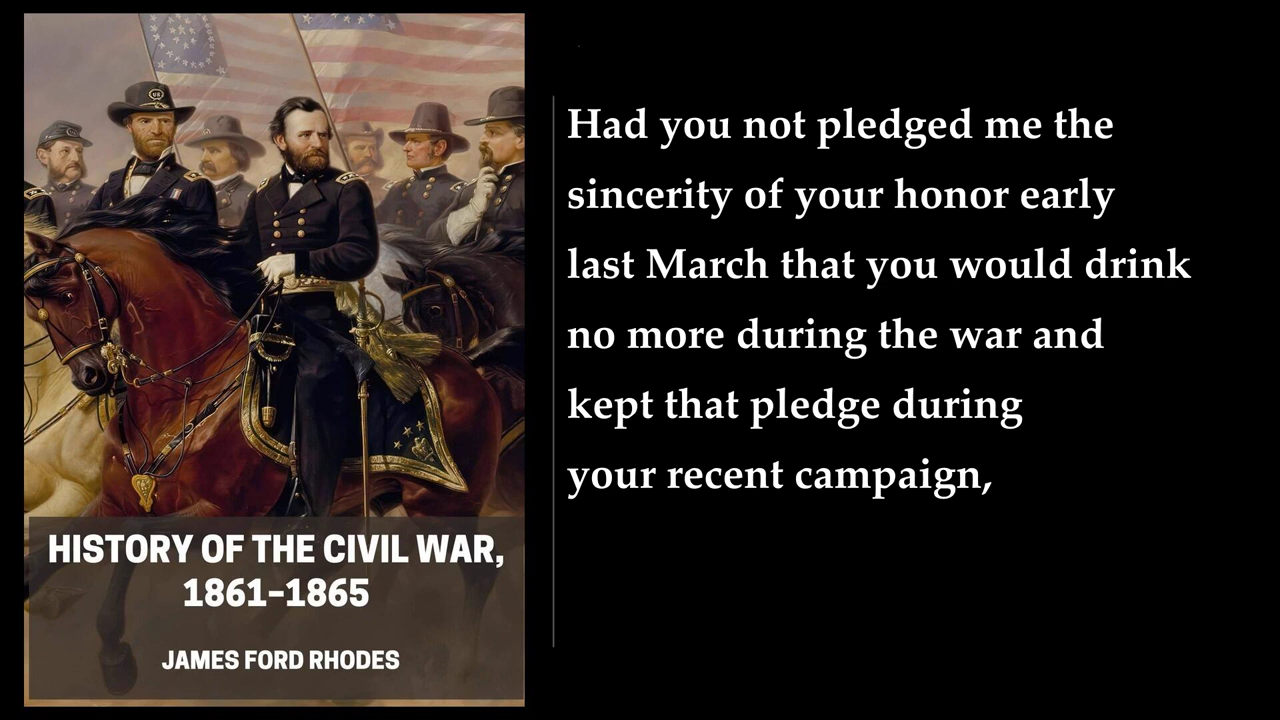 HISTORY OF THE CIVIL WAR,
1861–1865
JAMES FORD RHODES
Had you not pledged me the
sincerity of your honor early
last March that you would drink
no more during the war and
kept that pledge during
your recent campaign,